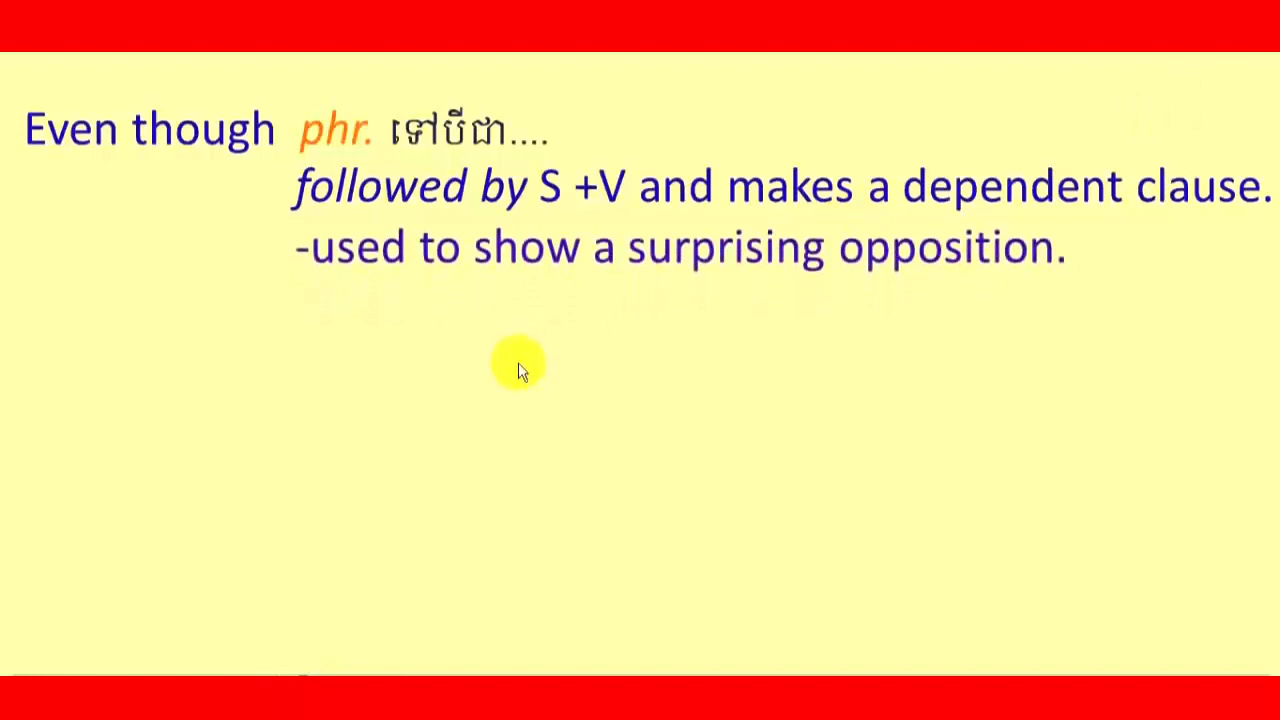 Even though phr. ទៅបីជា....
followed by S +V and makes a dependent clause.
-used to show a surprising opposition.